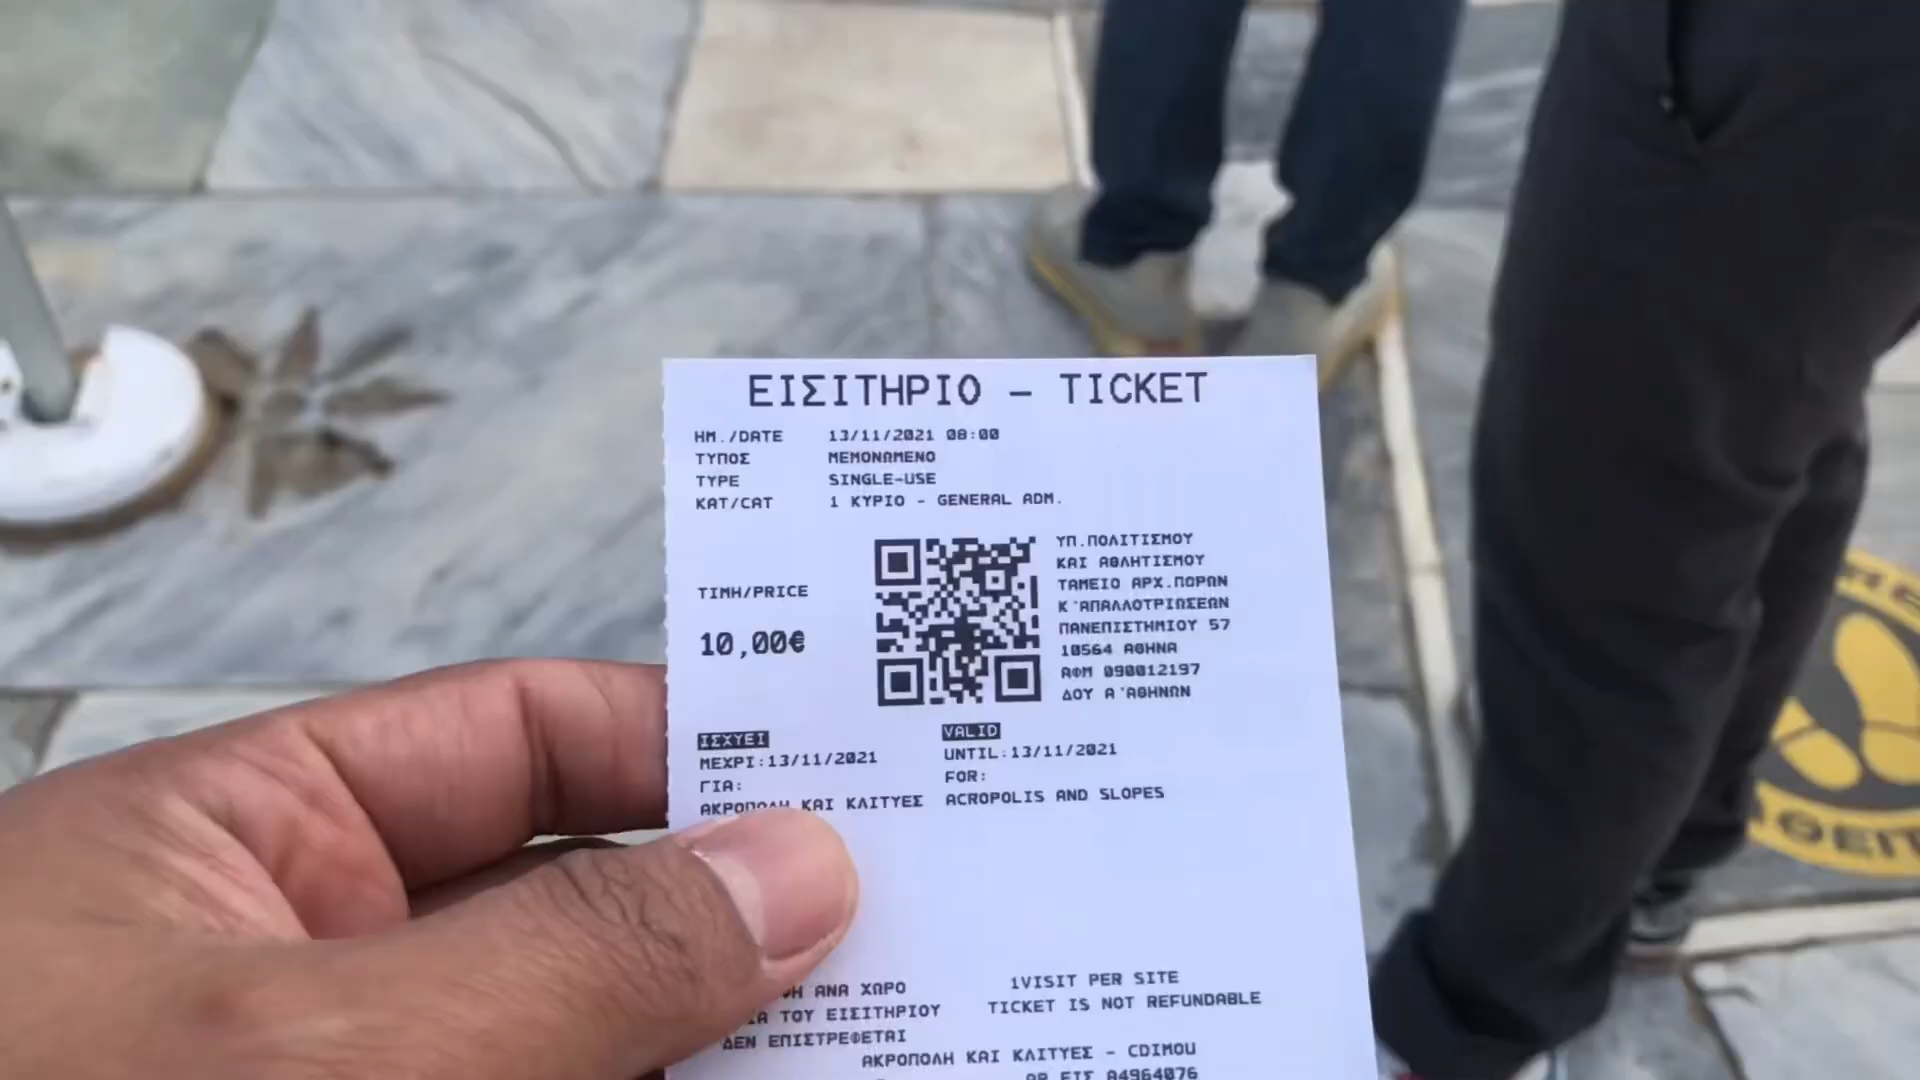 ΕΙΣΙΤΗΡΙΟ - TICKET
ΗΜ./DATE 13/11/2021 08:00
ΤΥΠΟΣ ΜΕΜΟΝΩΜΕΝΟ
TYPE SINGLE-USE
ΚΑΤ/CAT 1 ΚΥΡΙΟ - GENERAL ADM.
ΤΙΜΗ/PRICE
10,00€
ΥΠ.ΠΟΛΙΤΙΣΜΟΥ
ΚΑΙ ΑΘΛΗΤΙΣΜΟΥ
ΤΑΜΕΙΟ ΑΡΧ.ΠΟΡΩΝ
Κ'ΑΠΑΛΛΟΤΡΙΩΣΕΩΝ
ΠΑΝΕΠΙΣΤΗΜΙΟΥ 57
10564 ΑΘΗΝΑ
ΑΦΜ 090012197
ΔΟΥ Α'ΑΘΗΝΩΝ
ΙΣΧΥΕΙ
ΜΕΧΡΙ:13/11/2021
ΓΙΑ:
ΑΚΡΟΠΟΛΗ ΚΑΙ ΚΛΙΤΥΕΣ
VALID
UNTIL:13/11/2021
FOR:
ACROPOLIS AND SLOPES
ΑΝΑ ΧΩΡΟ
ΤΟΥ ΕΙΣΙΤΗΡΙΟΥ
ΔΕΝ ΕΠΙΣΤΡΕΦΕΤΑΙ
1VISIT PER SITE
TICKET IS NOT REFUNDABLE
ΑΚΡΟΠΟΛΗ ΚΑΙ ΚΛΙΤΥΕΣ - CDIMOU
ΑΡ ΕΙΣ A4964076